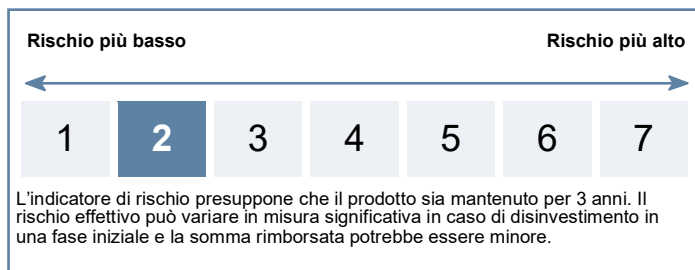 Rischio più basso Rischio più alto
1 2 3 4 5 6 7
L'indicatore di rischio presuppone che il prodotto sia mantenuto per 3 anni. Il
rischio effettivo può variare in misura significativa in caso di disinvestimento in
una fase iniziale e la somma rimborsata potrebbe essere minore.